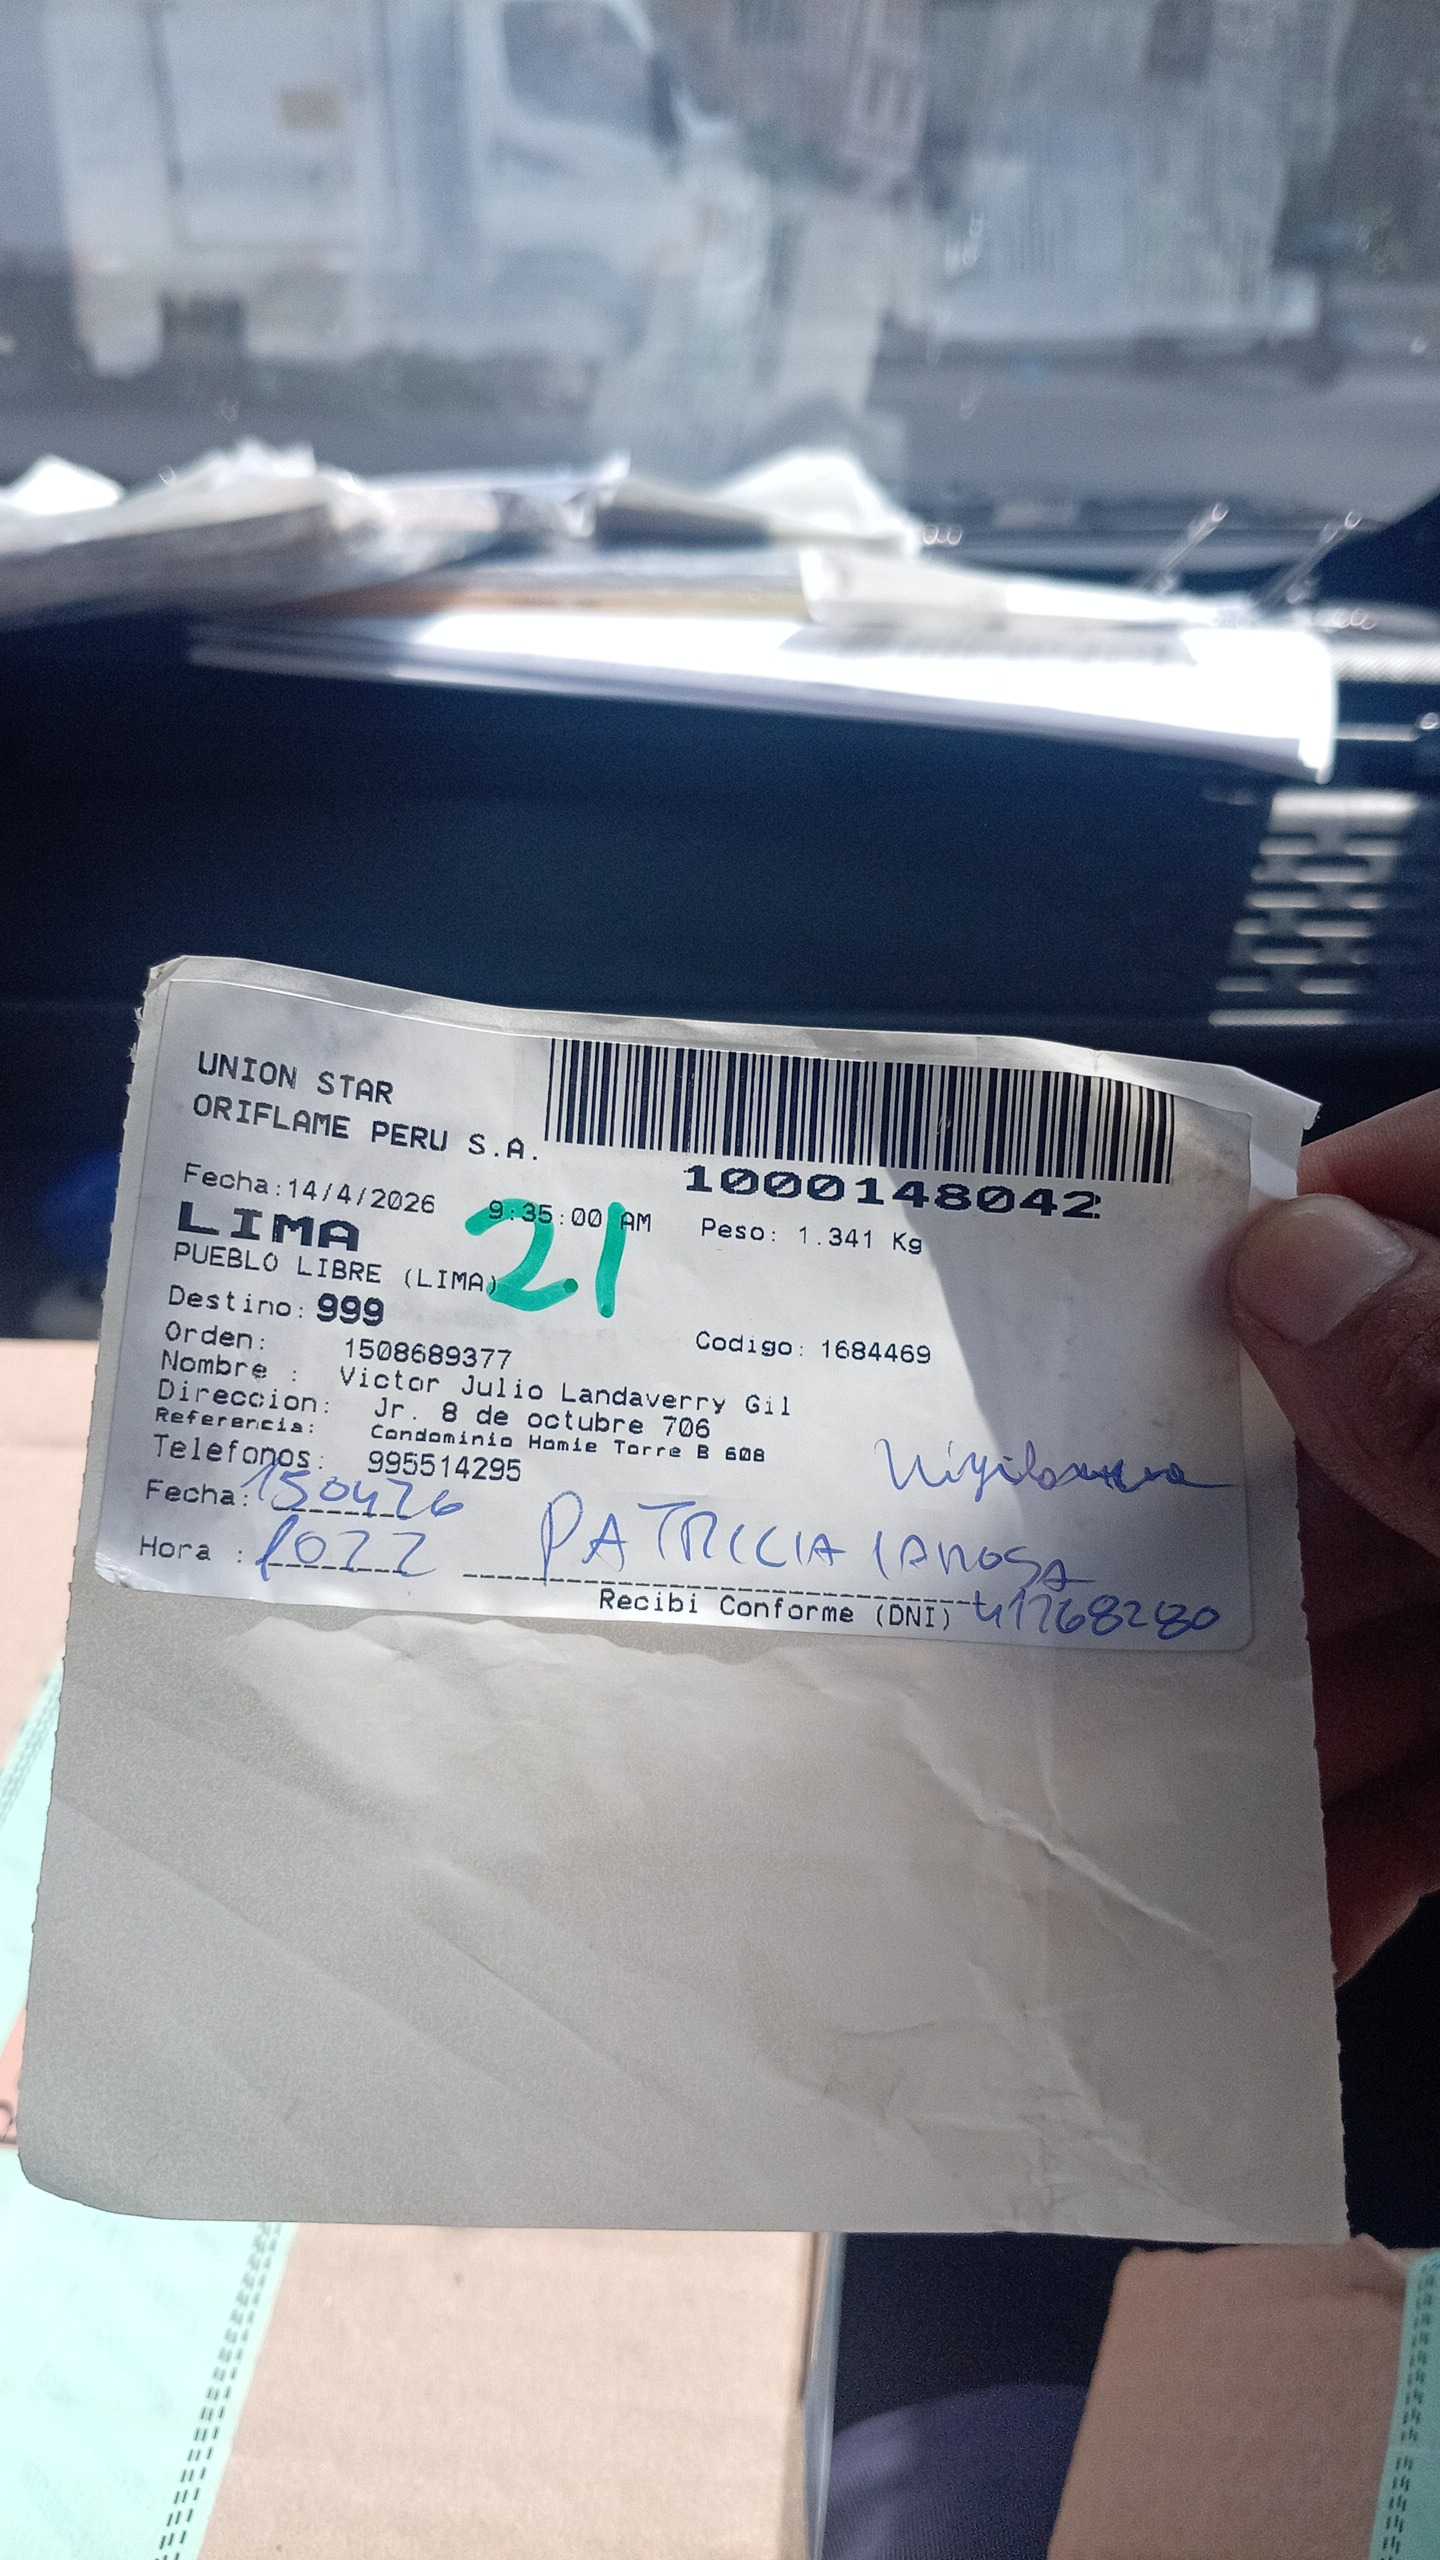 UNION STAR
ORIFLAME PERU S.A.
1000148042
Fecha:14/4/2026 9:35:00 AM Peso: 1.341 Kg
LIMA
21
PUEBLO LIBRE (LIMA)
Destino: 999
Orden: 1508689377 Codigo: 1684469
Nombre : Victor Julio Landaverry Gil
Direccion: Jr. 8 de octubre 706
Referencia: Condominio Homie Torre B 608
Telefonos: 995514295
Vigilancia
Fecha: 150426
Hora : 1022 PATRICIA
Recibi Conforme (DNI) 41768280